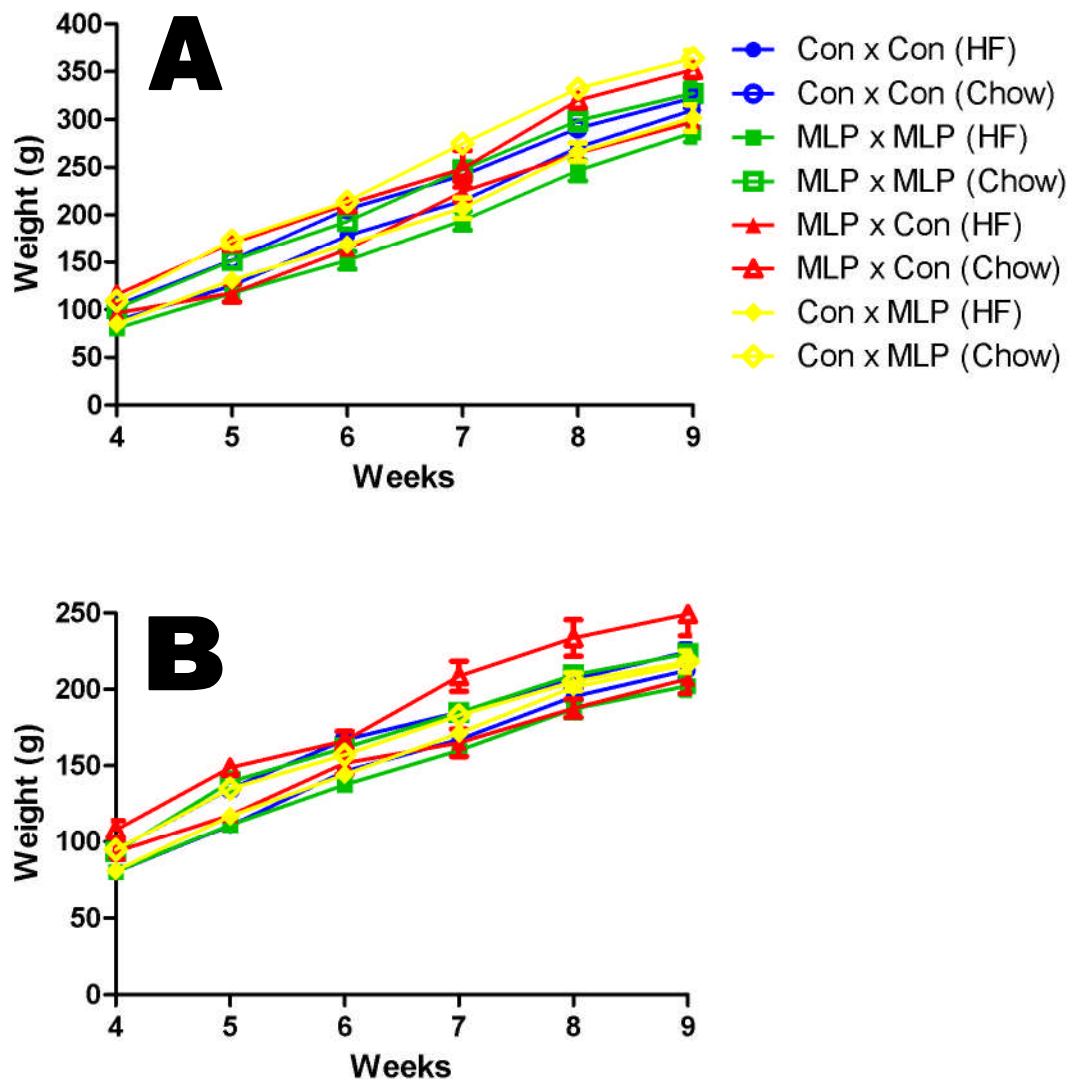 A
400
350
300
250
200
150
100
50
0
Weight (g)
4 5 6 7 8 9
Weeks
Con x Con (HF)
Con x Con (Chow)
MLP x MLP (HF)
MLP x MLP (Chow)
MLP x Con (HF)
MLP x Con (Chow)
Con x MLP (HF)
Con x MLP (Chow)
B
250
200
150
100
50
0
Weight (g)
4 5 6 7 8 9
Weeks